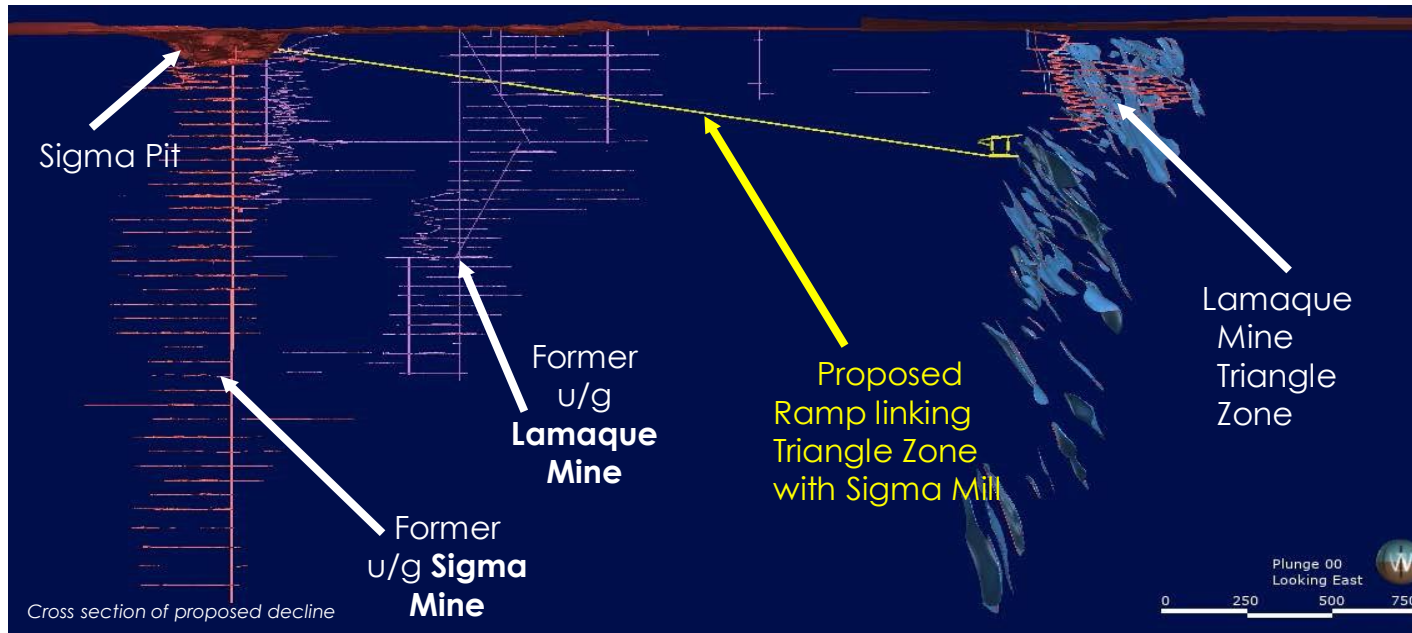 Sigma Pit
Former
u/g
Lamaque
Mine
Former
u/g Sigma
Mine
Proposed
Ramp linking
Triangle Zone
with Sigma Mill
Lamaque
Mine
Triangle
Zone
Cross section of proposed decline
Plunge 00
Looking East
W
0 250 500 750